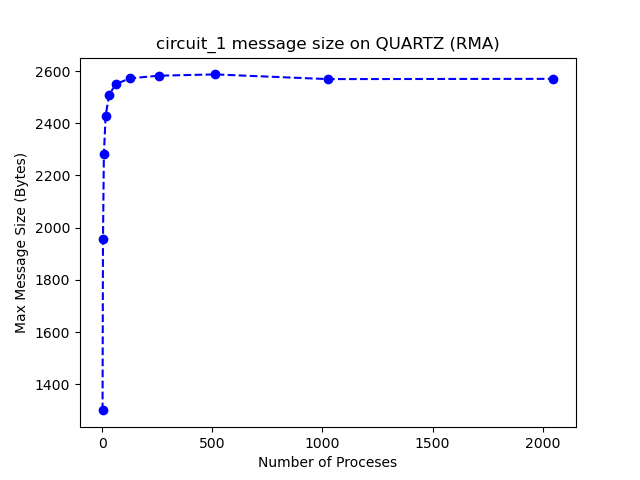 circuit_1 message size on QUARTZ (RMA)
Max Message Size (Bytes)
2600
2400
2200
2000
1800
1600
1400
0 500 1000 1500 2000
Number of Proceses